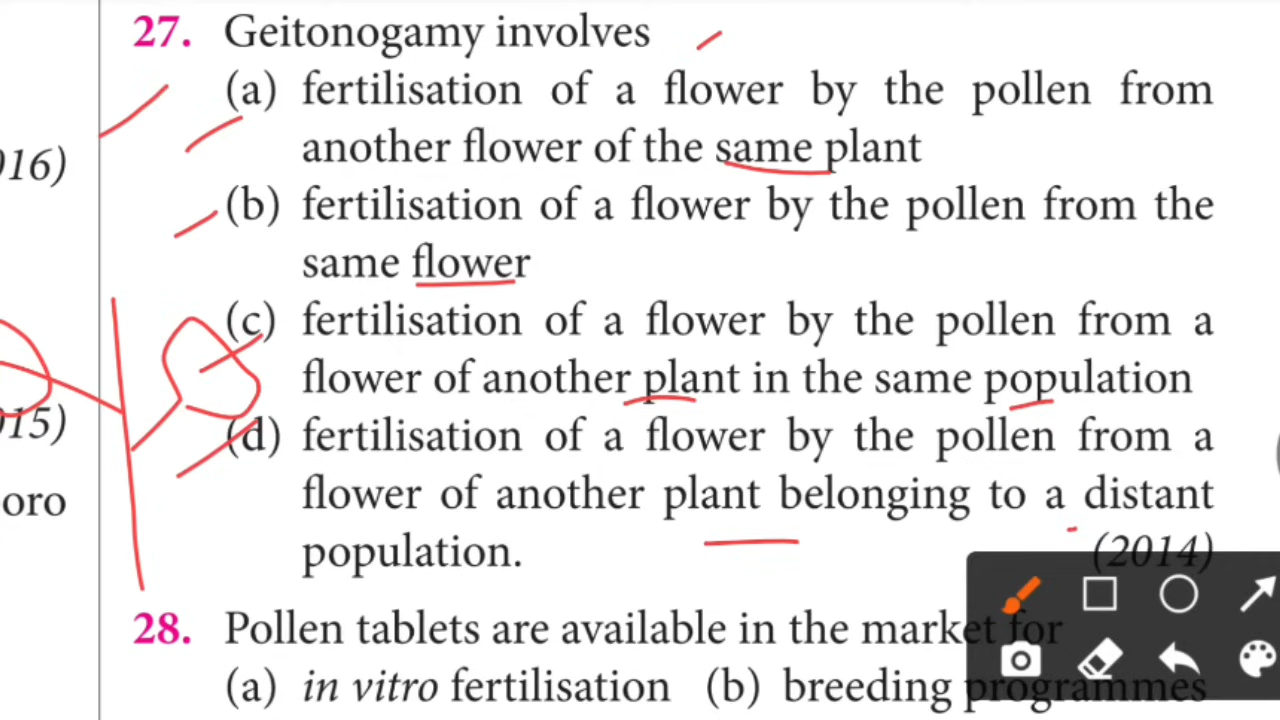 27. Geitonogamy involves
(a) fertilisation of a flower by the pollen from
another flower of the same plant
016)
(b) fertilisation of a flower by the pollen from the
same flower
(c) fertilisation of a flower by the pollen from a
flower of another plant in the same population
015)
(d) fertilisation of a flower by the pollen from a
flower of another plant belonging to a distant
oro
population. (2014)
28. Pollen tablets are available in the market for
(a) in vitro fertilisation (b) breeding programmes